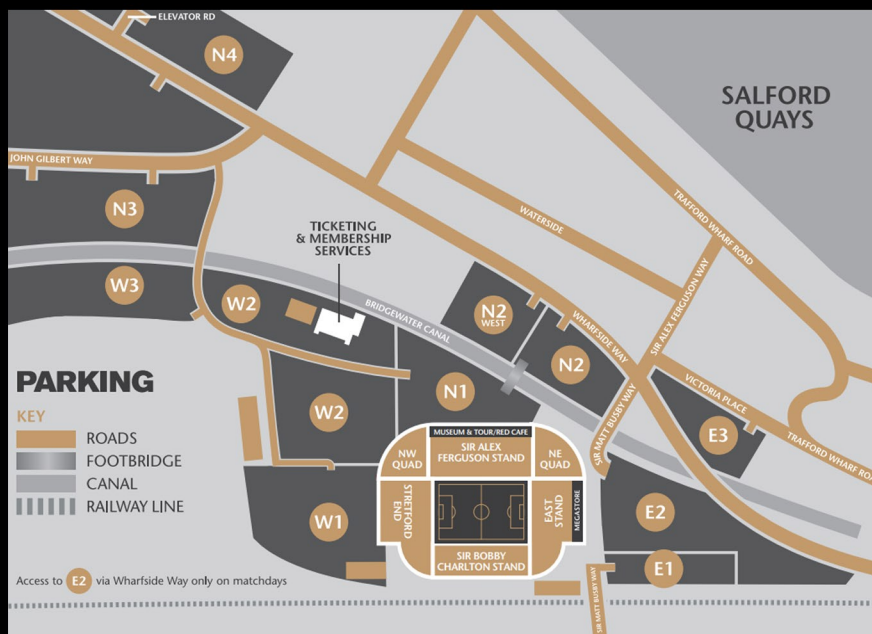 ELEVATOR RD
N4
SALFORD
QUAYS
JOHN GILBERT WAY
N3
TICKETING
& MEMBERSHIP
SERVICES
WATERSIDE
TRAFFORD WHARF ROAD
W3
W2
BRIDGEWATER CANAL
N2
WEST
WHARFSIDE WAY
SIR ALEX FERGUSON WAY
N2
VICTORIA PLACE
PARKING
KEY
ROADS
FOOTBRIDGE
CANAL
RAILWAY LINE
W2
N1
SIR MATT BUSBY WAY
E3
TRAFFORD WHARF ROAD
MUSEUM & TOUR/RED CAFE
NW
QUAD
SIR ALEX
FERGUSON STAND
NE
QUAD
W1
STRETFORD
END
EAST
STAND
MEGASTORE
E2
SIR BOBBY
CHARLTON STAND
E1
Access to E2 via Wharfside Way only on matchdays
SIR MATT BUSBY WAY